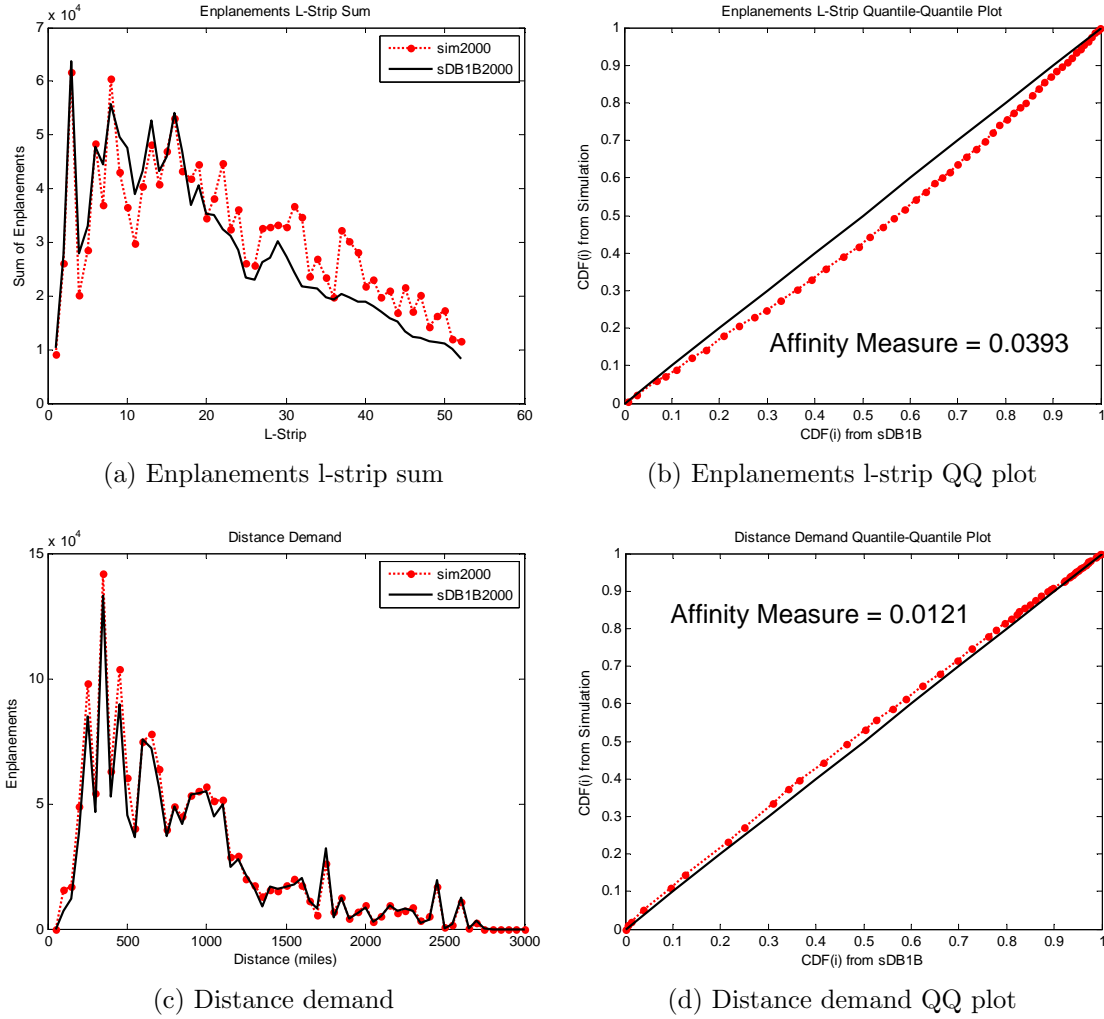 Enplanements L-Strip Sum
x 10^4
7
6
5
4
3
2
1
0
Sum of Enplanements
0 10 20 30 40 50 60
L-Strip
sim2000
sDB1B2000
(a) Enplanements l-strip sum
Enplanements L-Strip Quantile-Quantile Plot
1
0.9
0.8
0.7
0.6
0.5
0.4
0.3
0.2
0.1
0
CDF(i) from Simulation
Affinity Measure = 0.0393
0 0.1 0.2 0.3 0.4 0.5 0.6 0.7 0.8 0.9 1
CDF(i) from sDB1B
(b) Enplanements l-strip QQ plot
Distance Demand
x 10^4
15
10
5
0
Enplanements
sim2000
sDB1B2000
0 500 1000 1500 2000 2500 3000
Distance (miles)
(c) Distance demand
Distance Demand Quantile-Quantile Plot
1
0.9
0.8
0.7
0.6
0.5
0.4
0.3
0.2
0.1
0
CDF(i) from Simulation
Affinity Measure = 0.0121
0 0.1 0.2 0.3 0.4 0.5 0.6 0.7 0.8 0.9 1
CDF(i) from sDB1B
(d) Distance demand QQ plot